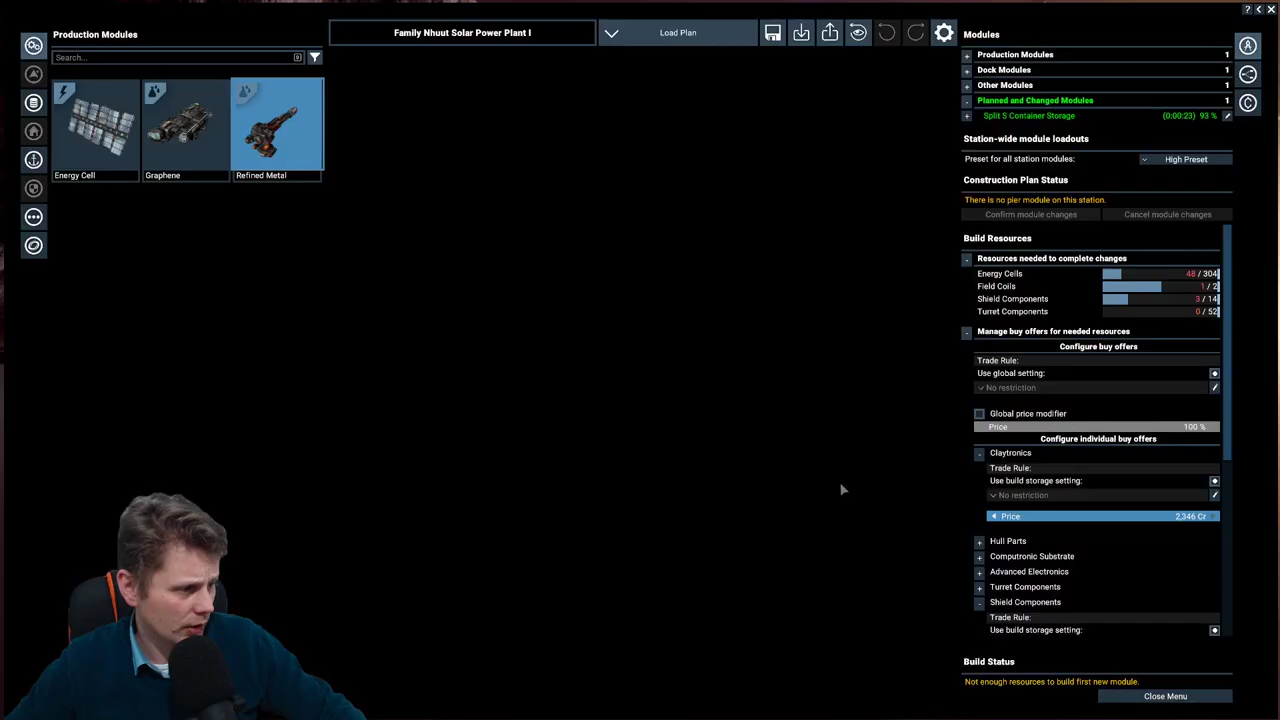 Production Modules
Search...
Energy Cell
Graphene
Refined Metal
Family Nhuut Solar Power Plant I
Load Plan
Modules
Production Modules 1
Dock Modules 1
Other Modules 1
Planned and Changed Modules 1
Split S Container Storage (0:00:23) 93 %
Station-wide module loadouts
Preset for all station modules: High Preset
Construction Plan Status
There is no pier module on this station.
Confirm module changes Cancel module changes
Build Resources
Resources needed to complete changes
Energy Cells 48 / 304
Field Coils 1 / 2
Shield Components 3 / 14
Turret Components 0 / 52
Manage buy offers for needed resources
Configure buy offers
Trade Rule:
Use global setting:
No restriction
Global price modifier
Price 100 %
Configure individual buy offers
Claytronics
Trade Rule:
Use build storage setting:
No restriction
Price 2,346 Cr
Hull Parts
Computronic Substrate
Advanced Electronics
Turret Components
Shield Components
Trade Rule:
Use build storage setting:
Build Status
Not enough resources to build first new module.
Close Menu